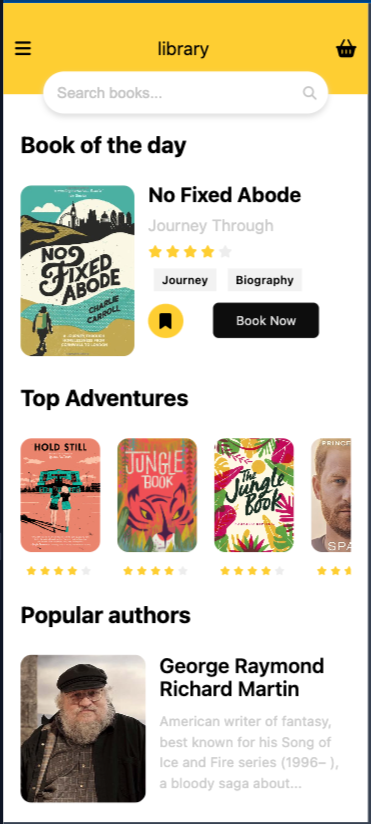 library
Search books...
Book of the day
No Fixed Abode
Journey Through
Journey Biography
Book Now
NO
FIXED
ABODE
CHARLIE
CARROLL
Top Adventures
HOLD STILL
JUNGLE
BOOK
The
Jungle
Book
PRINCE
SPA
Popular authors
George Raymond
Richard Martin
American writer of fantasy,
best known for his Song of
Ice and Fire series (1996– ),
a bloody saga about...